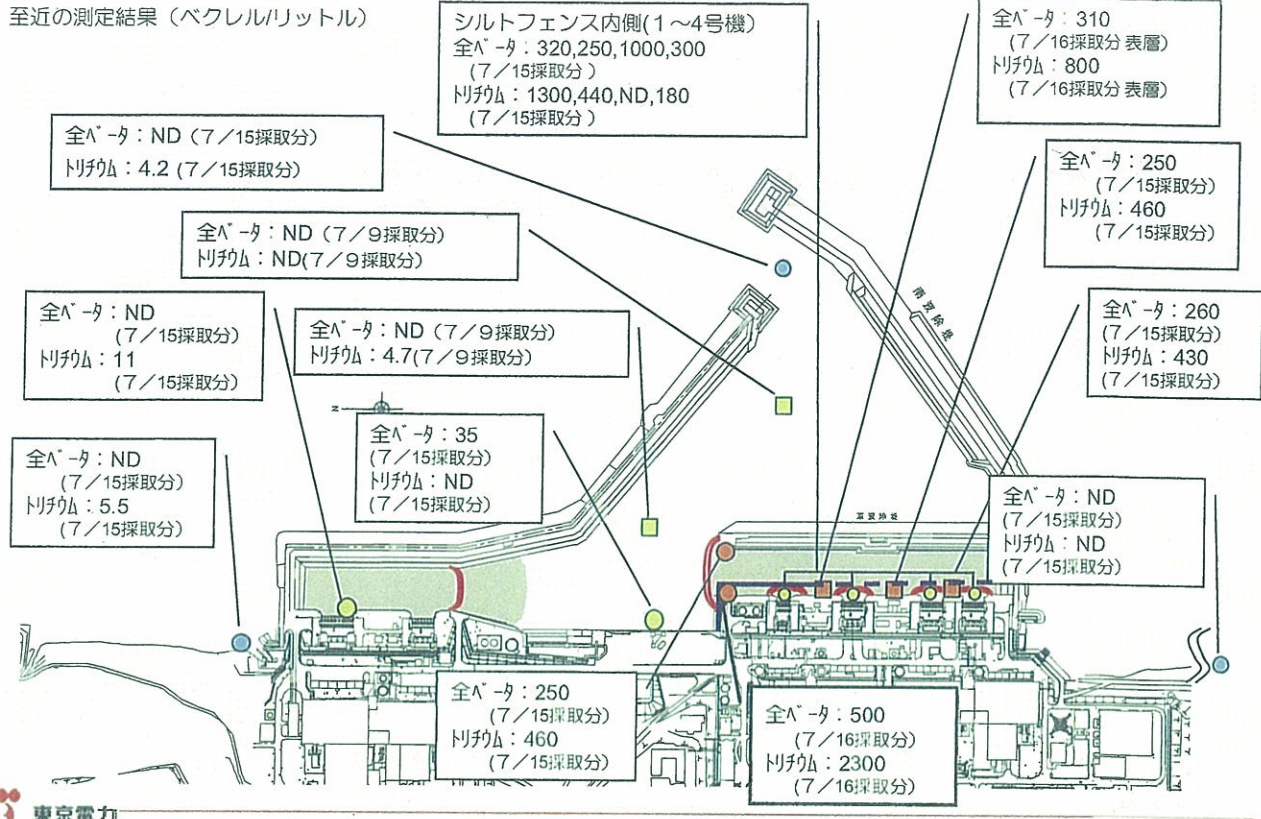 至近の測定結果（ベクレル/リットル）
シルトフェンス内側(１～4号機)
全ﾍﾞｰﾀ：320,250,1000,300
(７／15採取分)
ﾄﾘﾁｳﾑ：1300,440,ND,180
(７／15採取分)
全ﾍﾞｰﾀ：310
(７／16採取分 表層)
ﾄﾘﾁｳﾑ：800
(７／16採取分 表層)
全ﾍﾞｰﾀ：ND（７／15採取分）
ﾄﾘﾁｳﾑ：4.2 (７／15採取分)
全ﾍﾞｰﾀ：250
(７／15採取分)
ﾄﾘﾁｳﾑ：460
(７／15採取分)
全ﾍﾞｰﾀ：ND（７／９採取分）
ﾄﾘﾁｳﾑ：ND(７／９採取分)
全ﾍﾞｰﾀ：ND
(７／15採取分)
ﾄﾘﾁｳﾑ：11
(７／15採取分)
全ﾍﾞｰﾀ：ND（７／９採取分）
ﾄﾘﾁｳﾑ：4.7(７／９採取分)
全ﾍﾞｰﾀ：260
(７／15採取分)
ﾄﾘﾁｳﾑ：430
(７／15採取分)
南波除堤
N
全ﾍﾞｰﾀ：35
(７／15採取分)
ﾄﾘﾁｳﾑ：ND
(７／15採取分)
全ﾍﾞｰﾀ：ND
(７／15採取分)
ﾄﾘﾁｳﾑ：5.5
(７／15採取分)
全ﾍﾞｰﾀ：ND
(７／15採取分)
ﾄﾘﾁｳﾑ：ND
(７／15採取分)
全ﾍﾞｰﾀ：250
(７／15採取分)
ﾄﾘﾁｳﾑ：460
(７／15採取分)
全ﾍﾞｰﾀ：500
(７／16採取分)
ﾄﾘﾁｳﾑ：2300
(７／16採取分)
東京電力